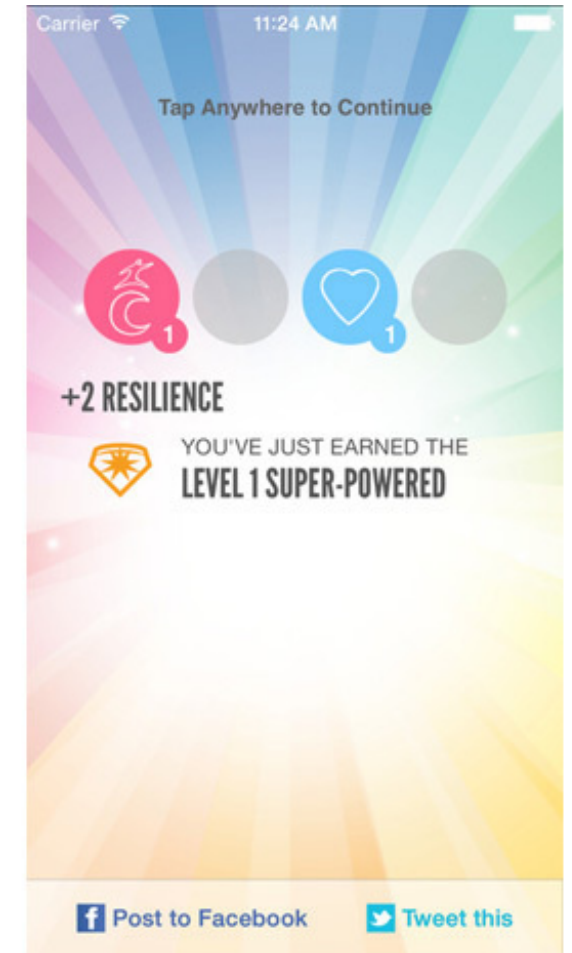 Carrier 11:24 AM
Tap Anywhere to Continue
1 1
+2 RESILIENCE
YOU'VE JUST EARNED THE
LEVEL 1 SUPER-POWERED
Post to Facebook Tweet this